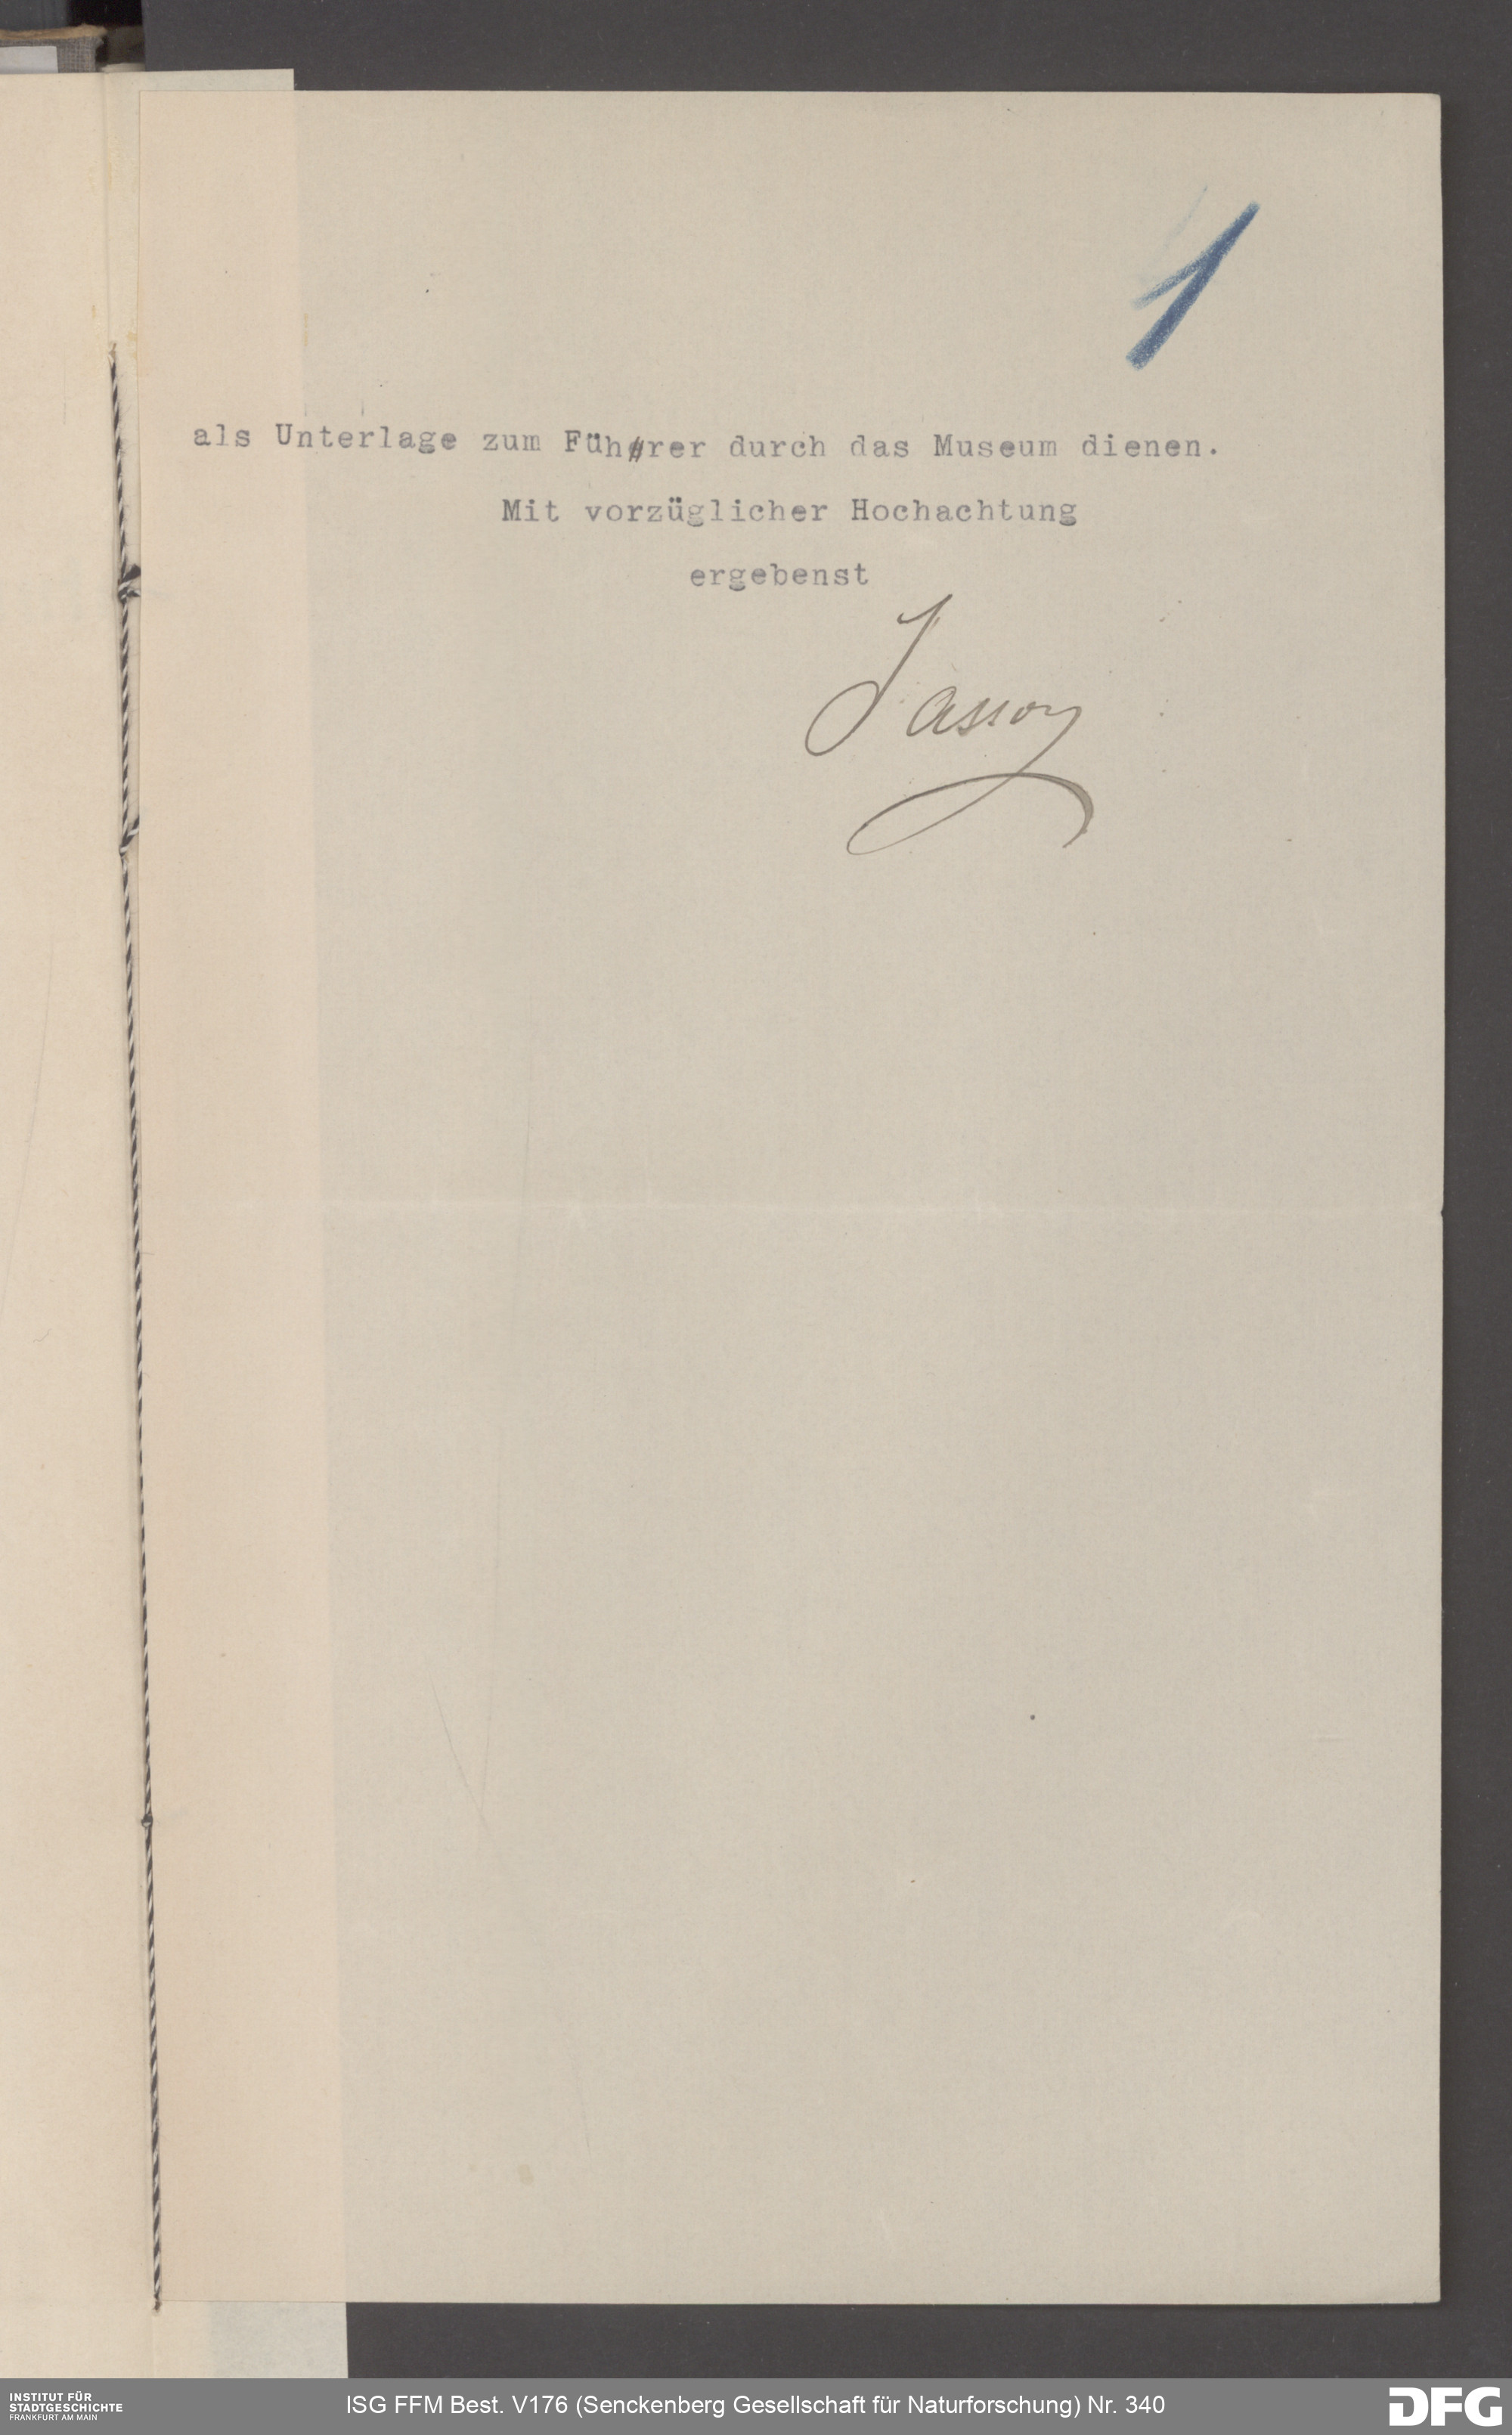 1
als Unterlage zum Führer durch das Museum dienen.
Mit vorzüglicher Hochachtung
ergebenst
Jassoy
INSTITUT FÜR
STADTGESCHICHTE
FRANKFURT AM MAIN
ISG FFM Best. V176 (Senckenberg Gesellschaft für Naturforschung) Nr. 340
DFG